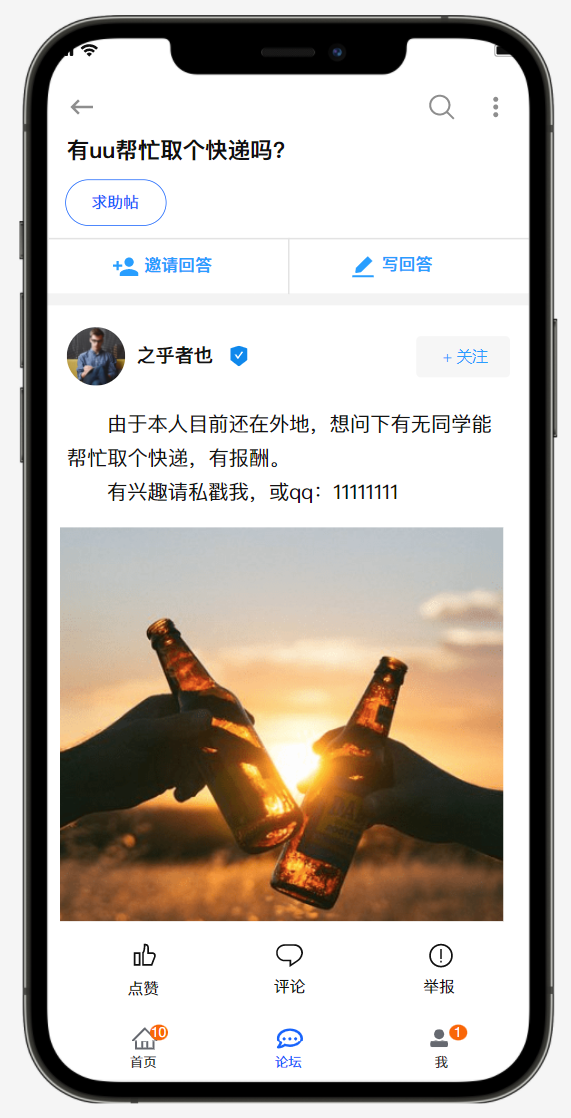 有uu帮忙取个快递吗?
求助帖
邀请回答
写回答
之乎者也
+关注
由于本人目前还在外地，想问下有无同学能
帮忙取个快递，有报酬。
有兴趣请私戳我，或qq：11111111
点赞
评论
举报
10
1
首页
论坛
我